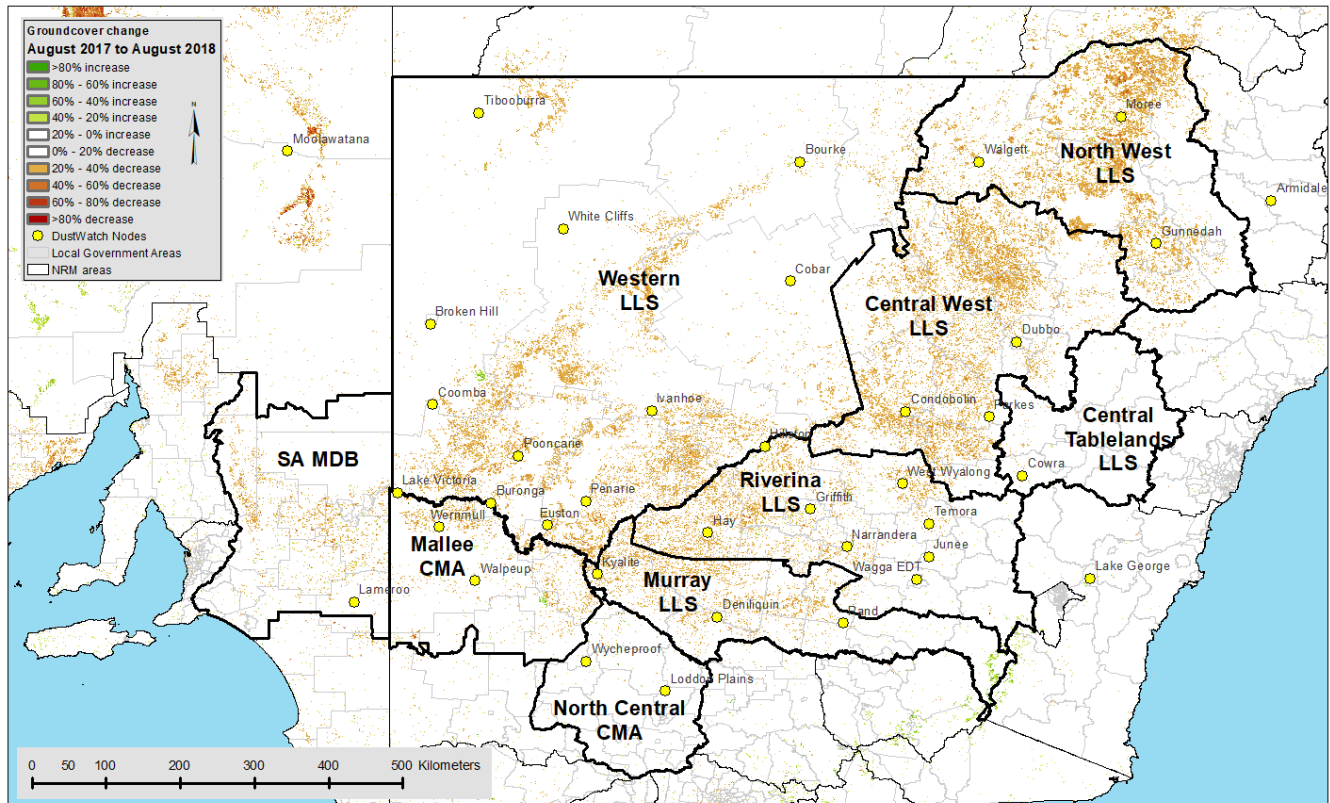 Groundcover change
August 2017 to August 2018
>80% increase
80% - 60% increase
60% - 40% increase
40% - 20% increase
20% - 0% increase
0% - 20% decrease
20% - 40% decrease
40% - 60% decrease
60% - 80% decrease
>80% decrease
DustWatch Nodes
Local Government Areas
NRM areas
N
Tibooburra
Moolawatana
Bourke
Moree
Walgett
North West
LLS
Armidale
White Cliffs
Gunnedah
Western
LLS
Cobar
Central West
LLS
Broken Hill
Dubbo
Coomba
Ivanhoe
Condobolin
Parkes
Central
Tablelands
LLS
Pooncarie
SA MDB
Riverina
LLS
West Wyalong
Cowra
Lake Victoria
Buronga
Penarie
Griffith
Wernmull
Euston
Hay
Temora
Narrandera
Junee
Mallee
CMA
Walpeup
Kyalite
Murray
LLS
Wagga EDT
Lake George
Lameroo
Deniliquin
Rand
Wycheproof
Loddon Plains
North Central
CMA
0 50 100 200 300 400 500 Kilometers